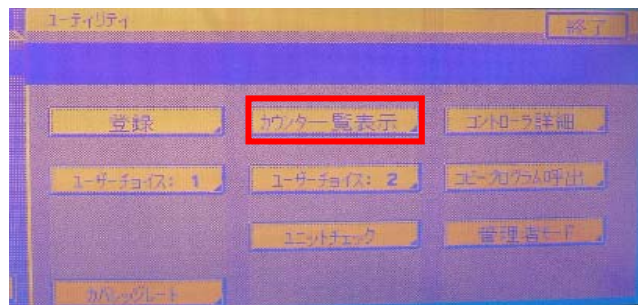 ユーティリティ
終了
登録
カウンター覧表示
コントローラ詳細
ユーザーチョイス: 1
ユーザーチョイス: 2
コピープログラム呼出
ユニットチェック
管理者モード
カバレッジレート